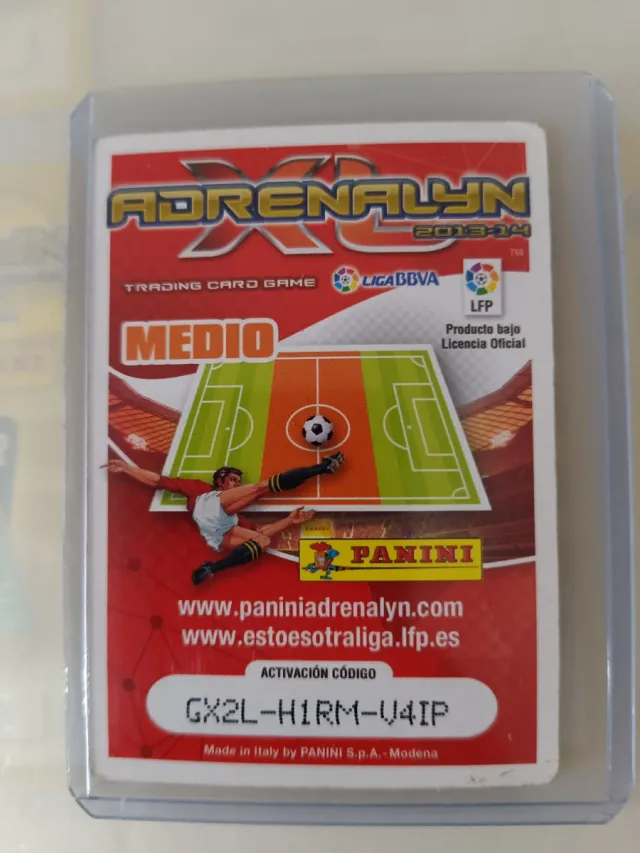 ADRENALYN
XL
2013-14
TM
TRADING CARD GAME
LIGA BBVA
LFP
Producto bajo
Licencia Oficial
MEDIO
PANINI
www.paniniadrenalyn.com
www.estoesotraliga.lfp.es
ACTIVACIÓN CÓDIGO
GX2L-H1RM-V4IP
Made in Italy by PANINI S.p.A. - Modena